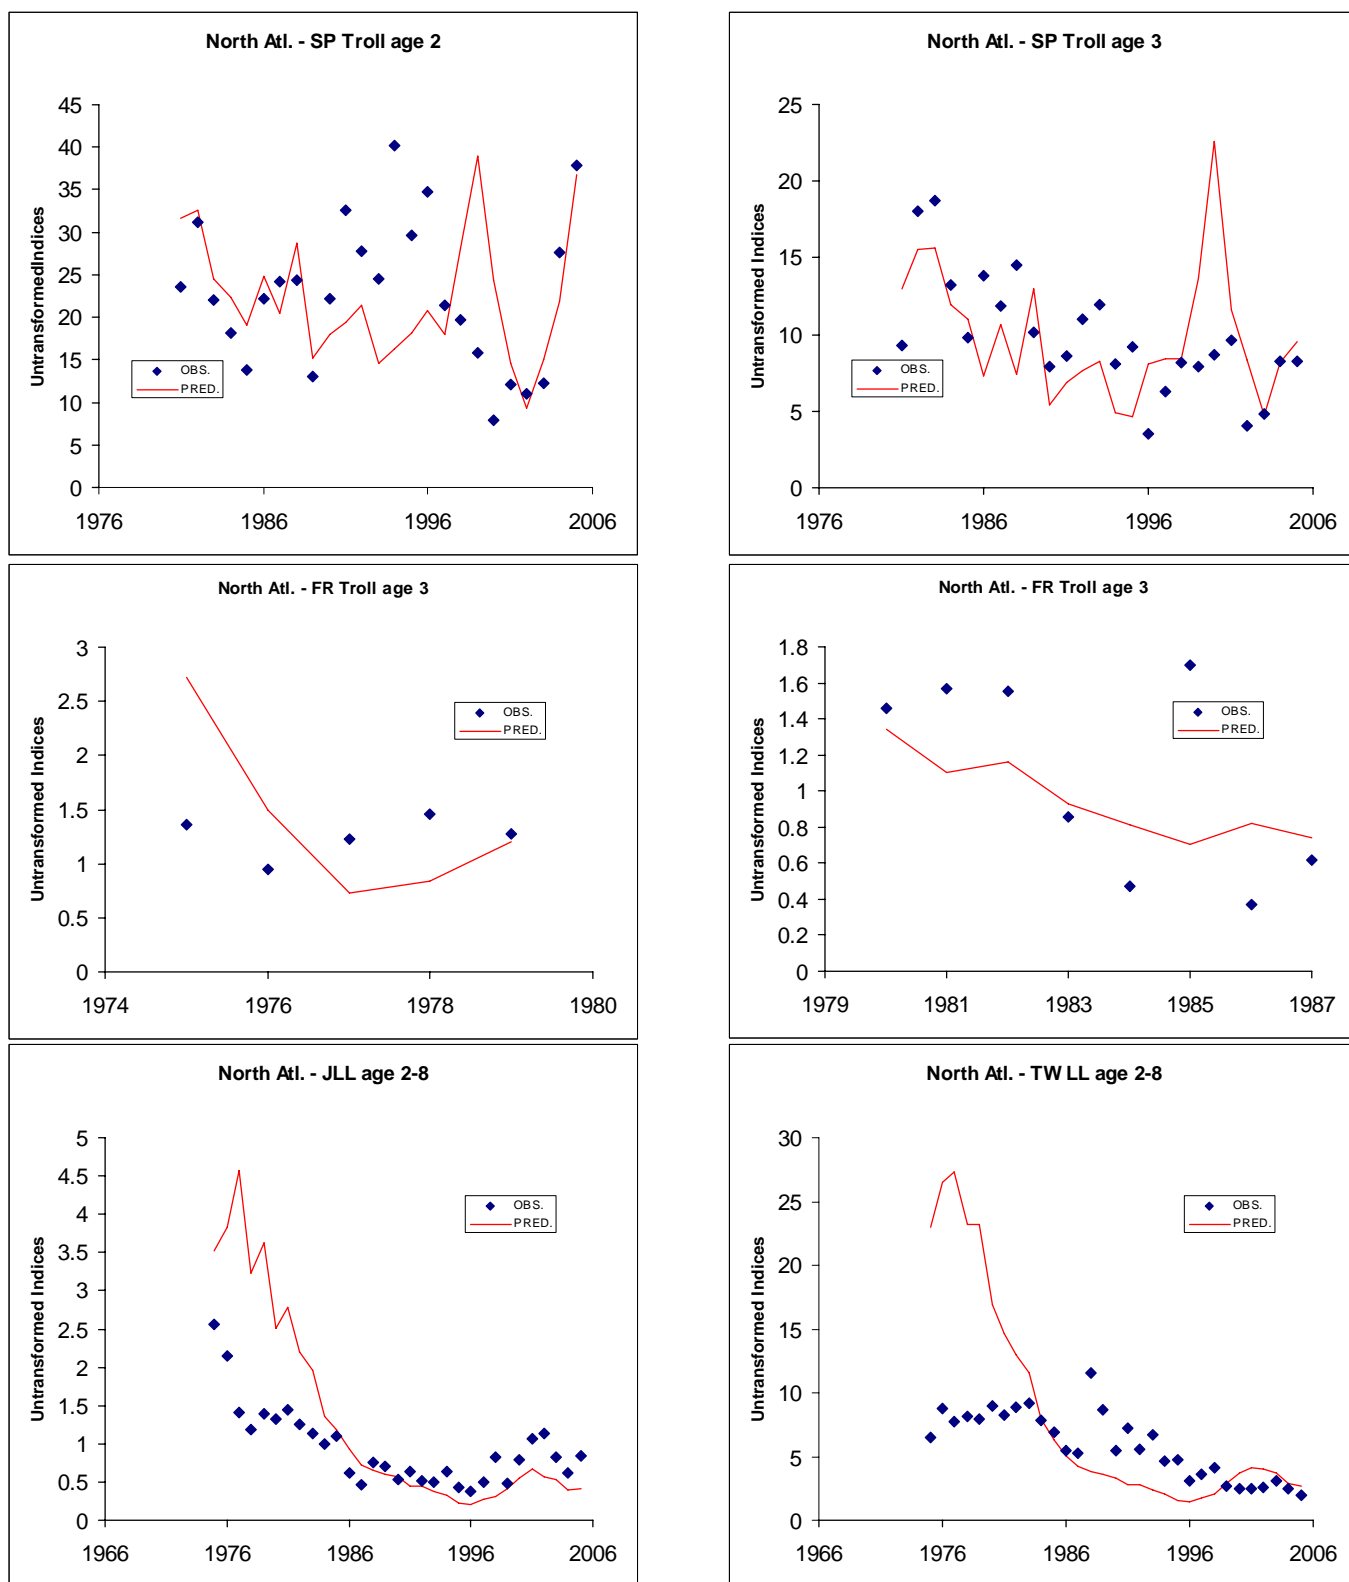 North Atl. - SP Troll age 2
UntransformedIndices
45
40
35
30
25
20
15
10
5
0
1976 1986 1996 2006
OBS.
PRED.
North Atl. - SP Troll age 3
Untransformed Indices
25
20
15
10
5
0
1976 1986 1996 2006
OBS.
PRED.
North Atl. - FR Troll age 3
Untransformed Indices
3
2.5
2
1.5
1
0.5
0
1974 1976 1978 1980
OBS.
PRED.
North Atl. - FR Troll age 3
Untransformed Indices
1.8
1.6
1.4
1.2
1
0.8
0.6
0.4
0.2
0
1979 1981 1983 1985 1987
OBS.
PRED.
North Atl. - JLL age 2-8
Untransformed Indices
5
4.5
4
3.5
3
2.5
2
1.5
1
0.5
0
1966 1976 1986 1996 2006
OBS.
PRED.
North Atl. - TW LL age 2-8
Untransformed Indices
30
25
20
15
10
5
0
1966 1976 1986 1996 2006
OBS.
PRED.